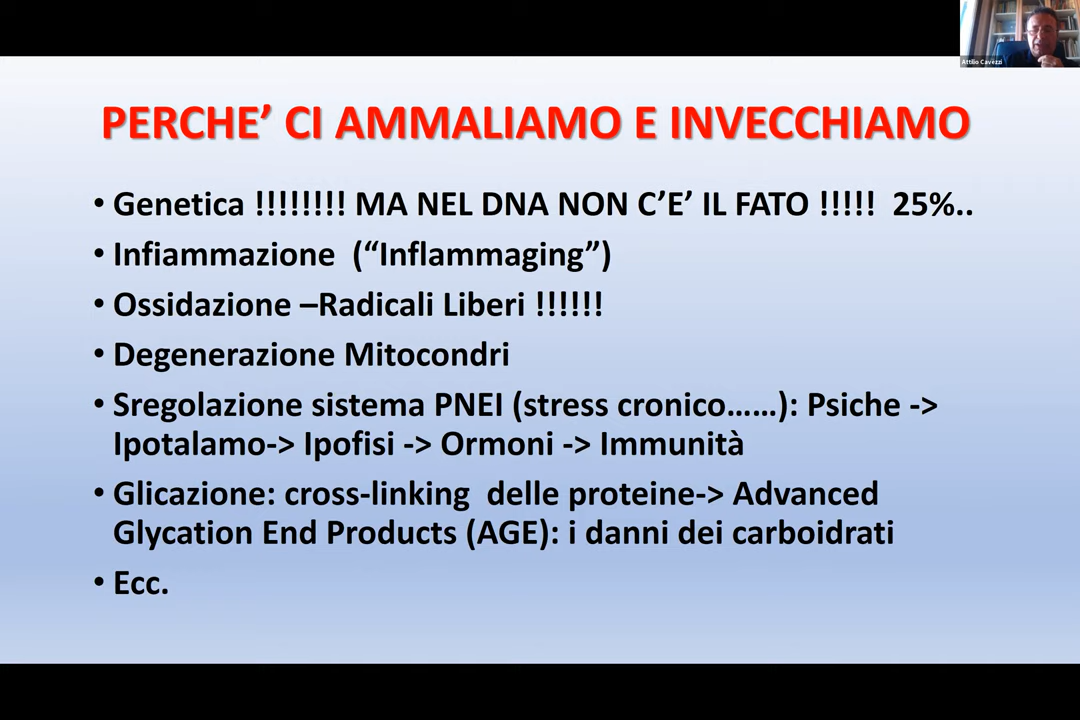 Attilio Cavezzi
PERCHE’ CI AMMALIAMO E INVECCHIAMO
• Genetica !!!!!!!! MA NEL DNA NON C’E’ IL FATO !!!!! 25%..
• Infiammazione (“Inflammaging”)
• Ossidazione –Radicali Liberi !!!!!!
• Degenerazione Mitocondri
• Sregolazione sistema PNEI (stress cronico……): Psiche ->
Ipotalamo-> Ipofisi -> Ormoni -> Immunità
• Glicazione: cross-linking delle proteine-> Advanced
Glycation End Products (AGE): i danni dei carboidrati
• Ecc.